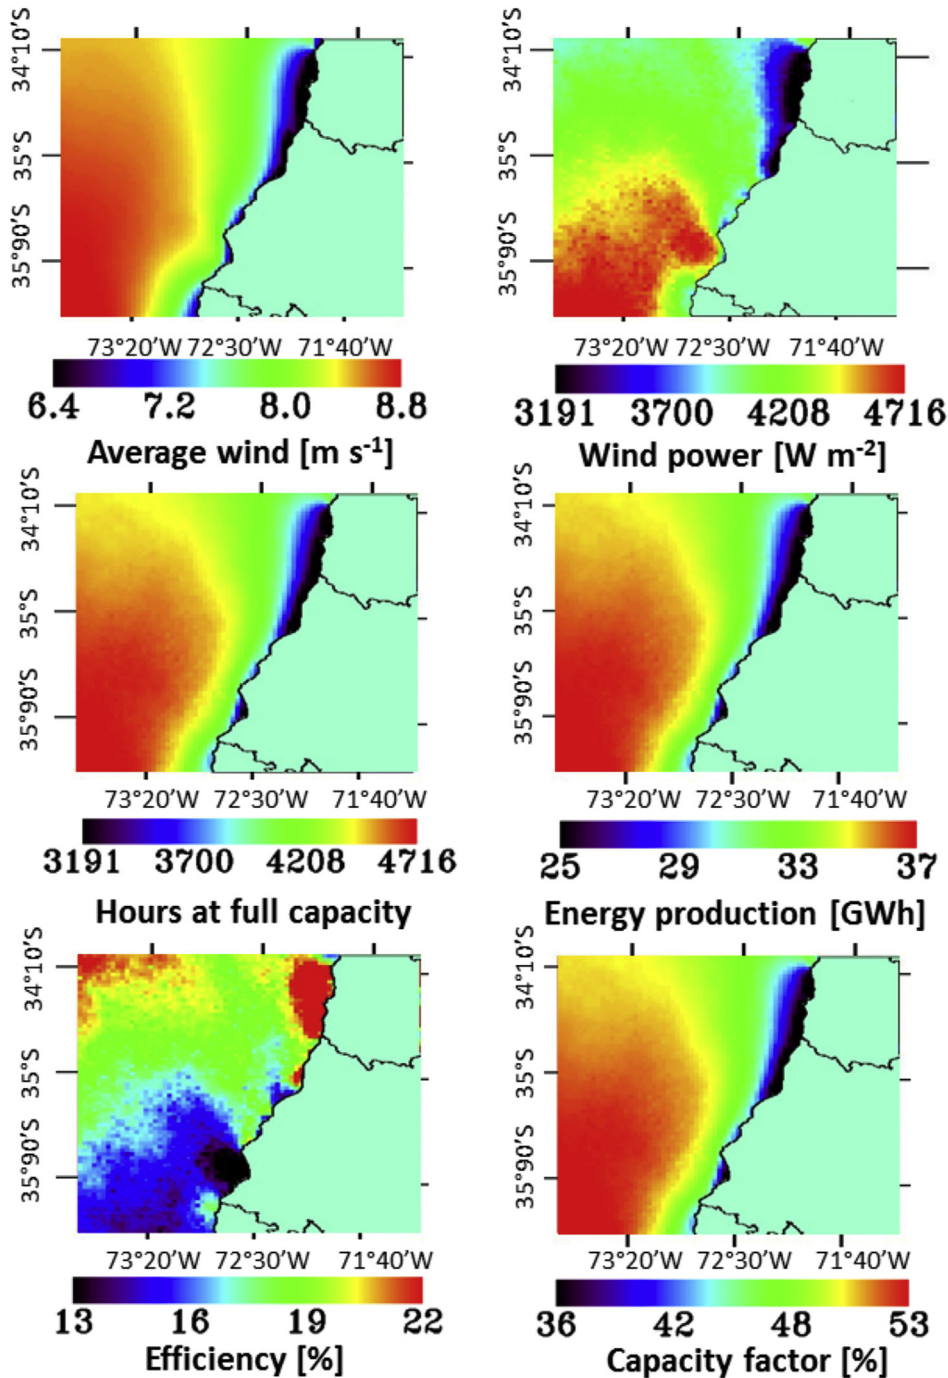 34°10'S
35°S
35°90'S
73°20'W 72°30'W 71°40'W
6.4 7.2 8.0 8.8
Average wind [m s-1]
34°10'S
35°S
35°90'S
73°20'W 72°30'W 71°40'W
3191 3700 4208 4716
Wind power [W m-2]
34°10'S
35°S
35°90'S
73°20'W 72°30'W 71°40'W
3191 3700 4208 4716
Hours at full capacity
34°10'S
35°S
35°90'S
73°20'W 72°30'W 71°40'W
25 29 33 37
Energy production [GWh]
34°10'S
35°S
35°90'S
73°20'W 72°30'W 71°40'W
13 16 19 22
Efficiency [%]
34°10'S
35°S
35°90'S
73°20'W 72°30'W 71°40'W
36 42 48 53
Capacity factor [%]